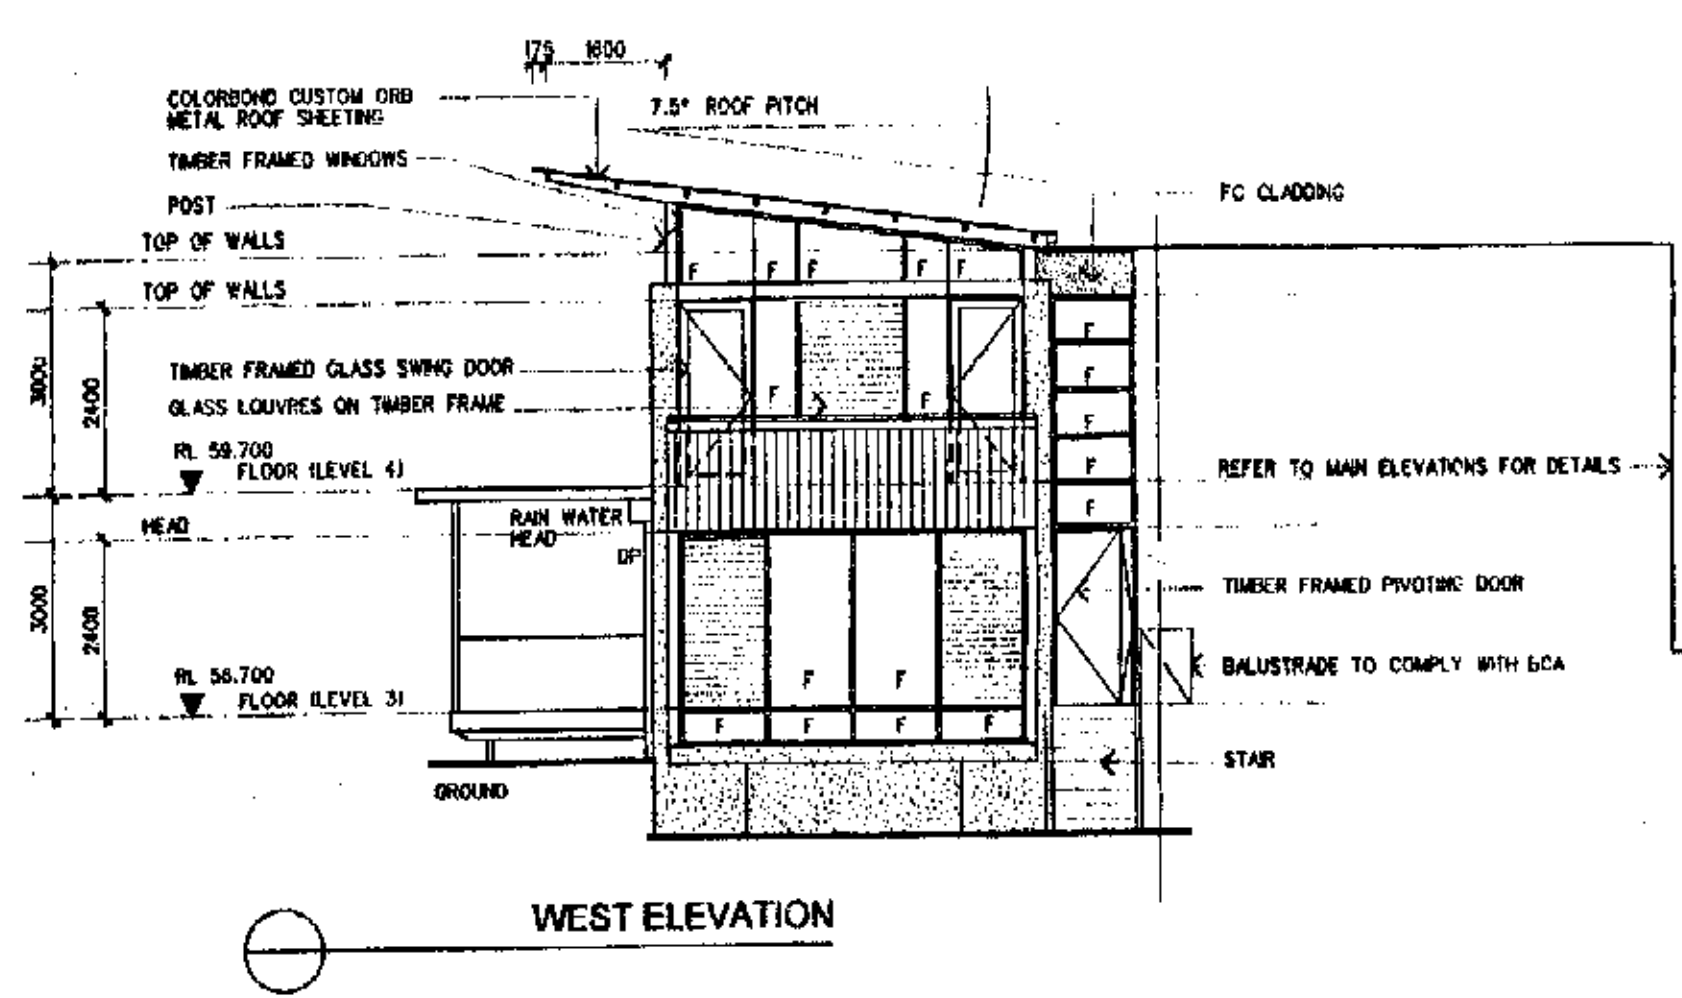 175 1800
COLORBOND CUSTOM ORB
METAL ROOF SHEETING
7.5° ROOF PITCH
TIMBER FRAMED WINDOWS
FC CLADDING
POST
TOP OF WALLS
F F F F F
TOP OF WALLS
F
TIMBER FRAMED GLASS SWING DOOR
F
3000
2400
GLASS LOUVRES ON TIMBER FRAME
F F
F
RL 59.700
FLOOR (LEVEL 4)
F
REFER TO MAIN ELEVATIONS FOR DETAILS
F
RAIN WATER
HEAD
HEAD
DP
TIMBER FRAMED PIVOTING DOOR
3000
2400
BALUSTRADE TO COMPLY WITH BCA
RL 56.700
FLOOR (LEVEL 3)
F F
F F F F
STAIR
GROUND
WEST ELEVATION